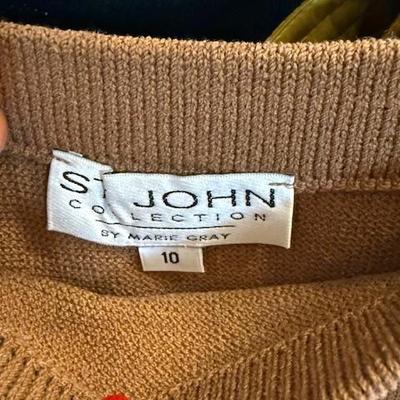 ST. JOHN
COLLECTION
BY MARIE GRAY
10